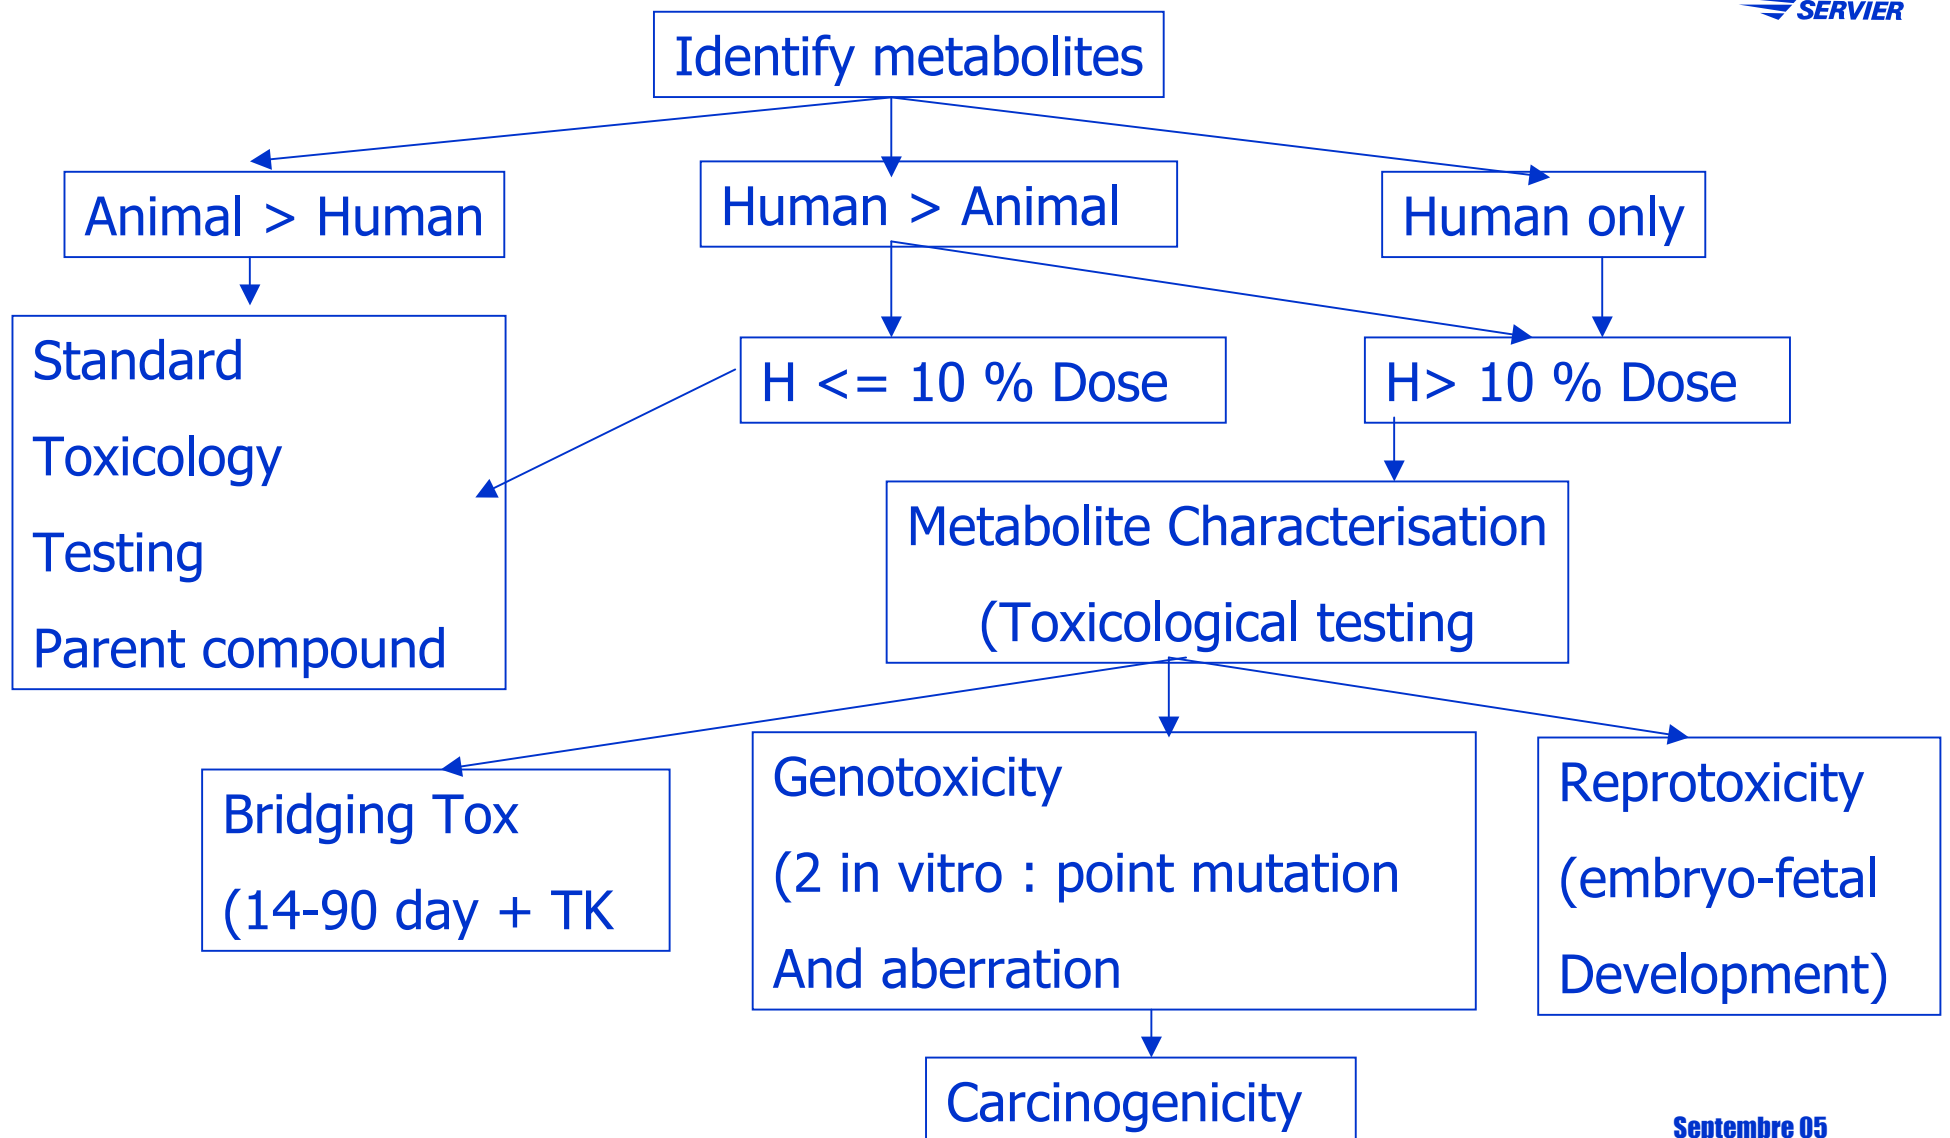 SERVIER
Identify metabolites
Animal > Human
Human > Animal
Human only
Standard
Toxicology
Testing
Parent compound
H <= 10 % Dose
H> 10 % Dose
Metabolite Characterisation
(Toxicological testing
Bridging Tox
(14-90 day + TK
Genotoxicity
(2 in vitro : point mutation
And aberration
Reprotoxicity
(embryo-fetal
Development)
Carcinogenicity
Septembre 05